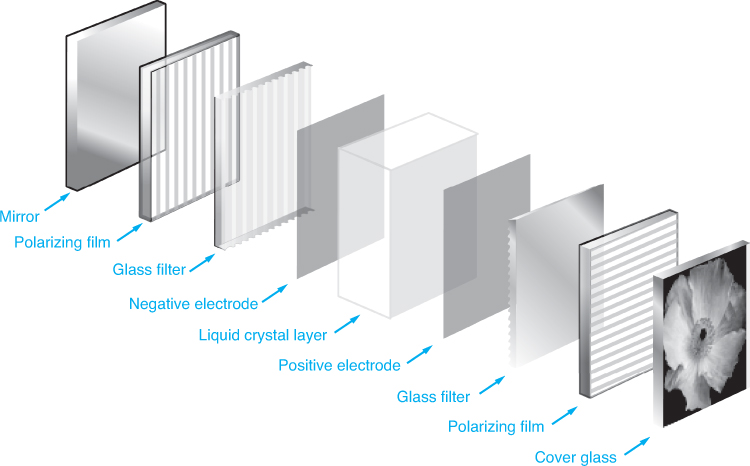 Mirror
Polarizing film
Glass filter
Negative electrode
Liquid crystal layer
Positive electrode
Glass filter
Polarizing film
Cover glass